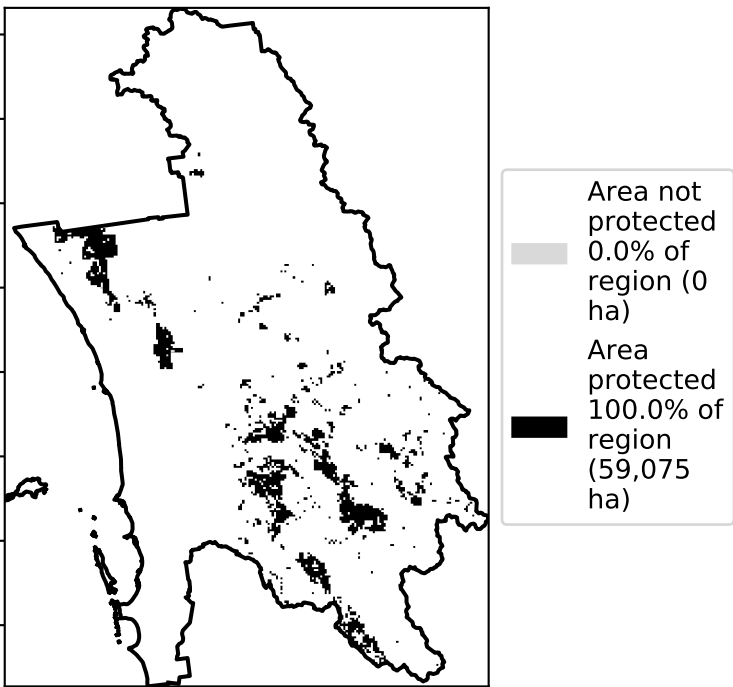 Area not
protected
0.0% of
region (0
ha)
Area
protected
100.0% of
region
(59,075
ha)